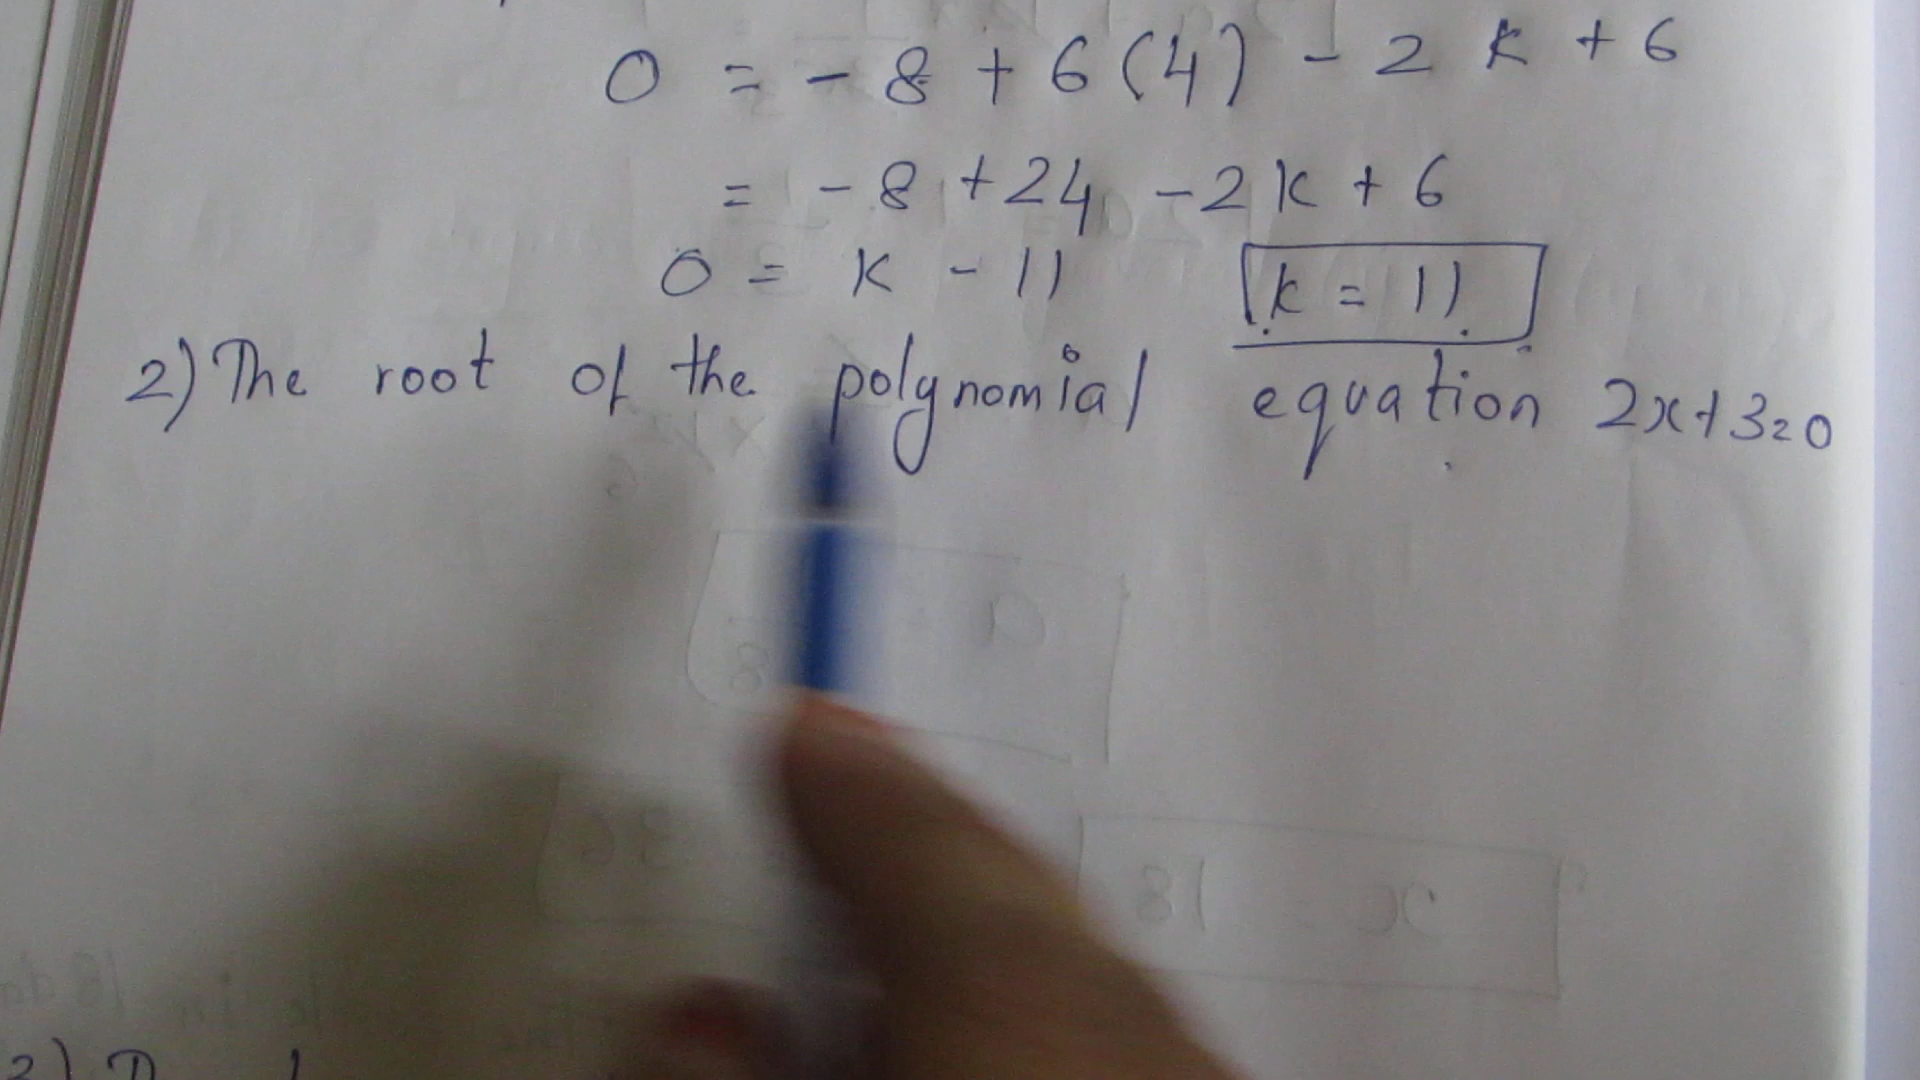 0 = - 8 + 6 (4) - 2 k + 6
= - 8 + 24 - 2k + 6
0 = k - 11 k = 11
2) The root of the polynomial equation 2x+3=0